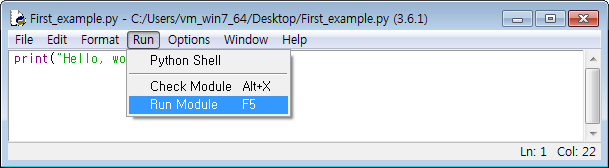 First_example.py - C:/Users/vm_win7_64/Desktop/First_example.py (3.6.1)
File Edit Format Run Options Window Help
print("Hello, wo
Python Shell
Check Module Alt+X
Run Module F5
Ln: 1 Col: 22